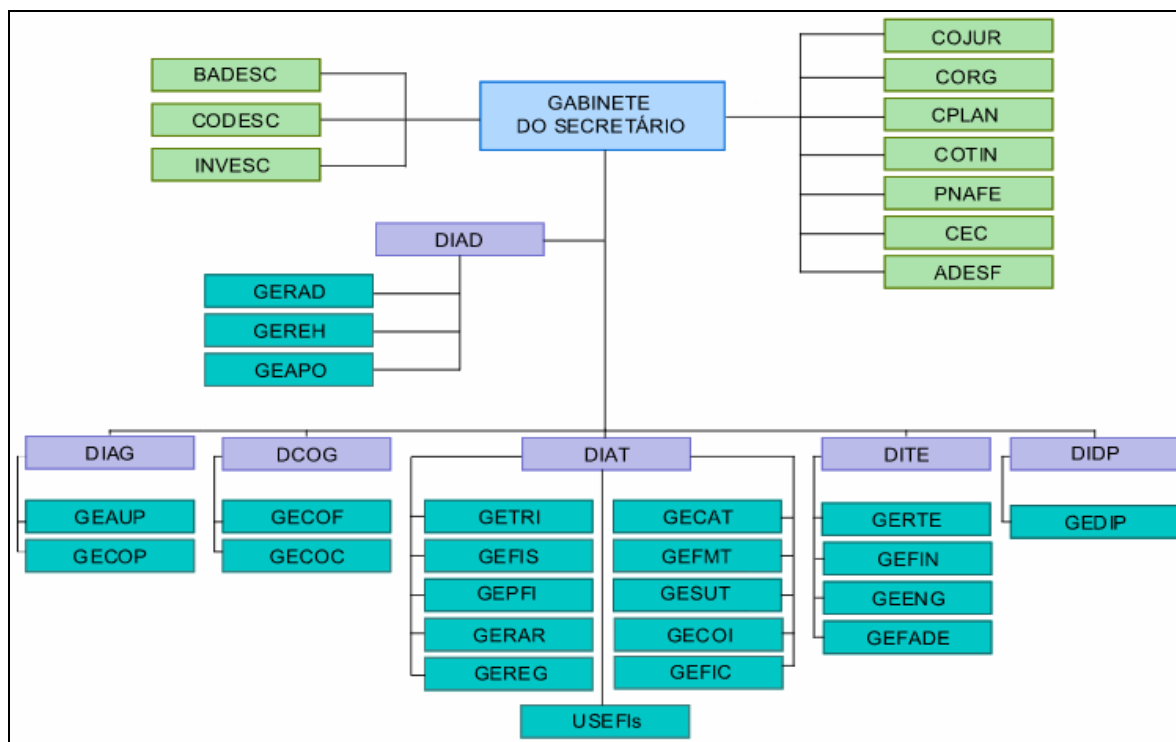 BADESC
CODESC
INVESC
GABINETE
DO SECRETÁRIO
COJUR
CORG
CPLAN
COTIN
PNAFE
CEC
ADESF
DIAD
GERAD
GEREH
GEAPO
DIAG
GEAUP
GECOP
DCOG
GECOF
GECOC
DIAT
GETRI
GEFIS
GEPFI
GERAR
GEREG
GECAT
GEFMT
GESUT
GECOI
GEFIC
USEFIs
DITE
GERTE
GEFIN
GEENG
GEFADE
DIDP
GEDIP